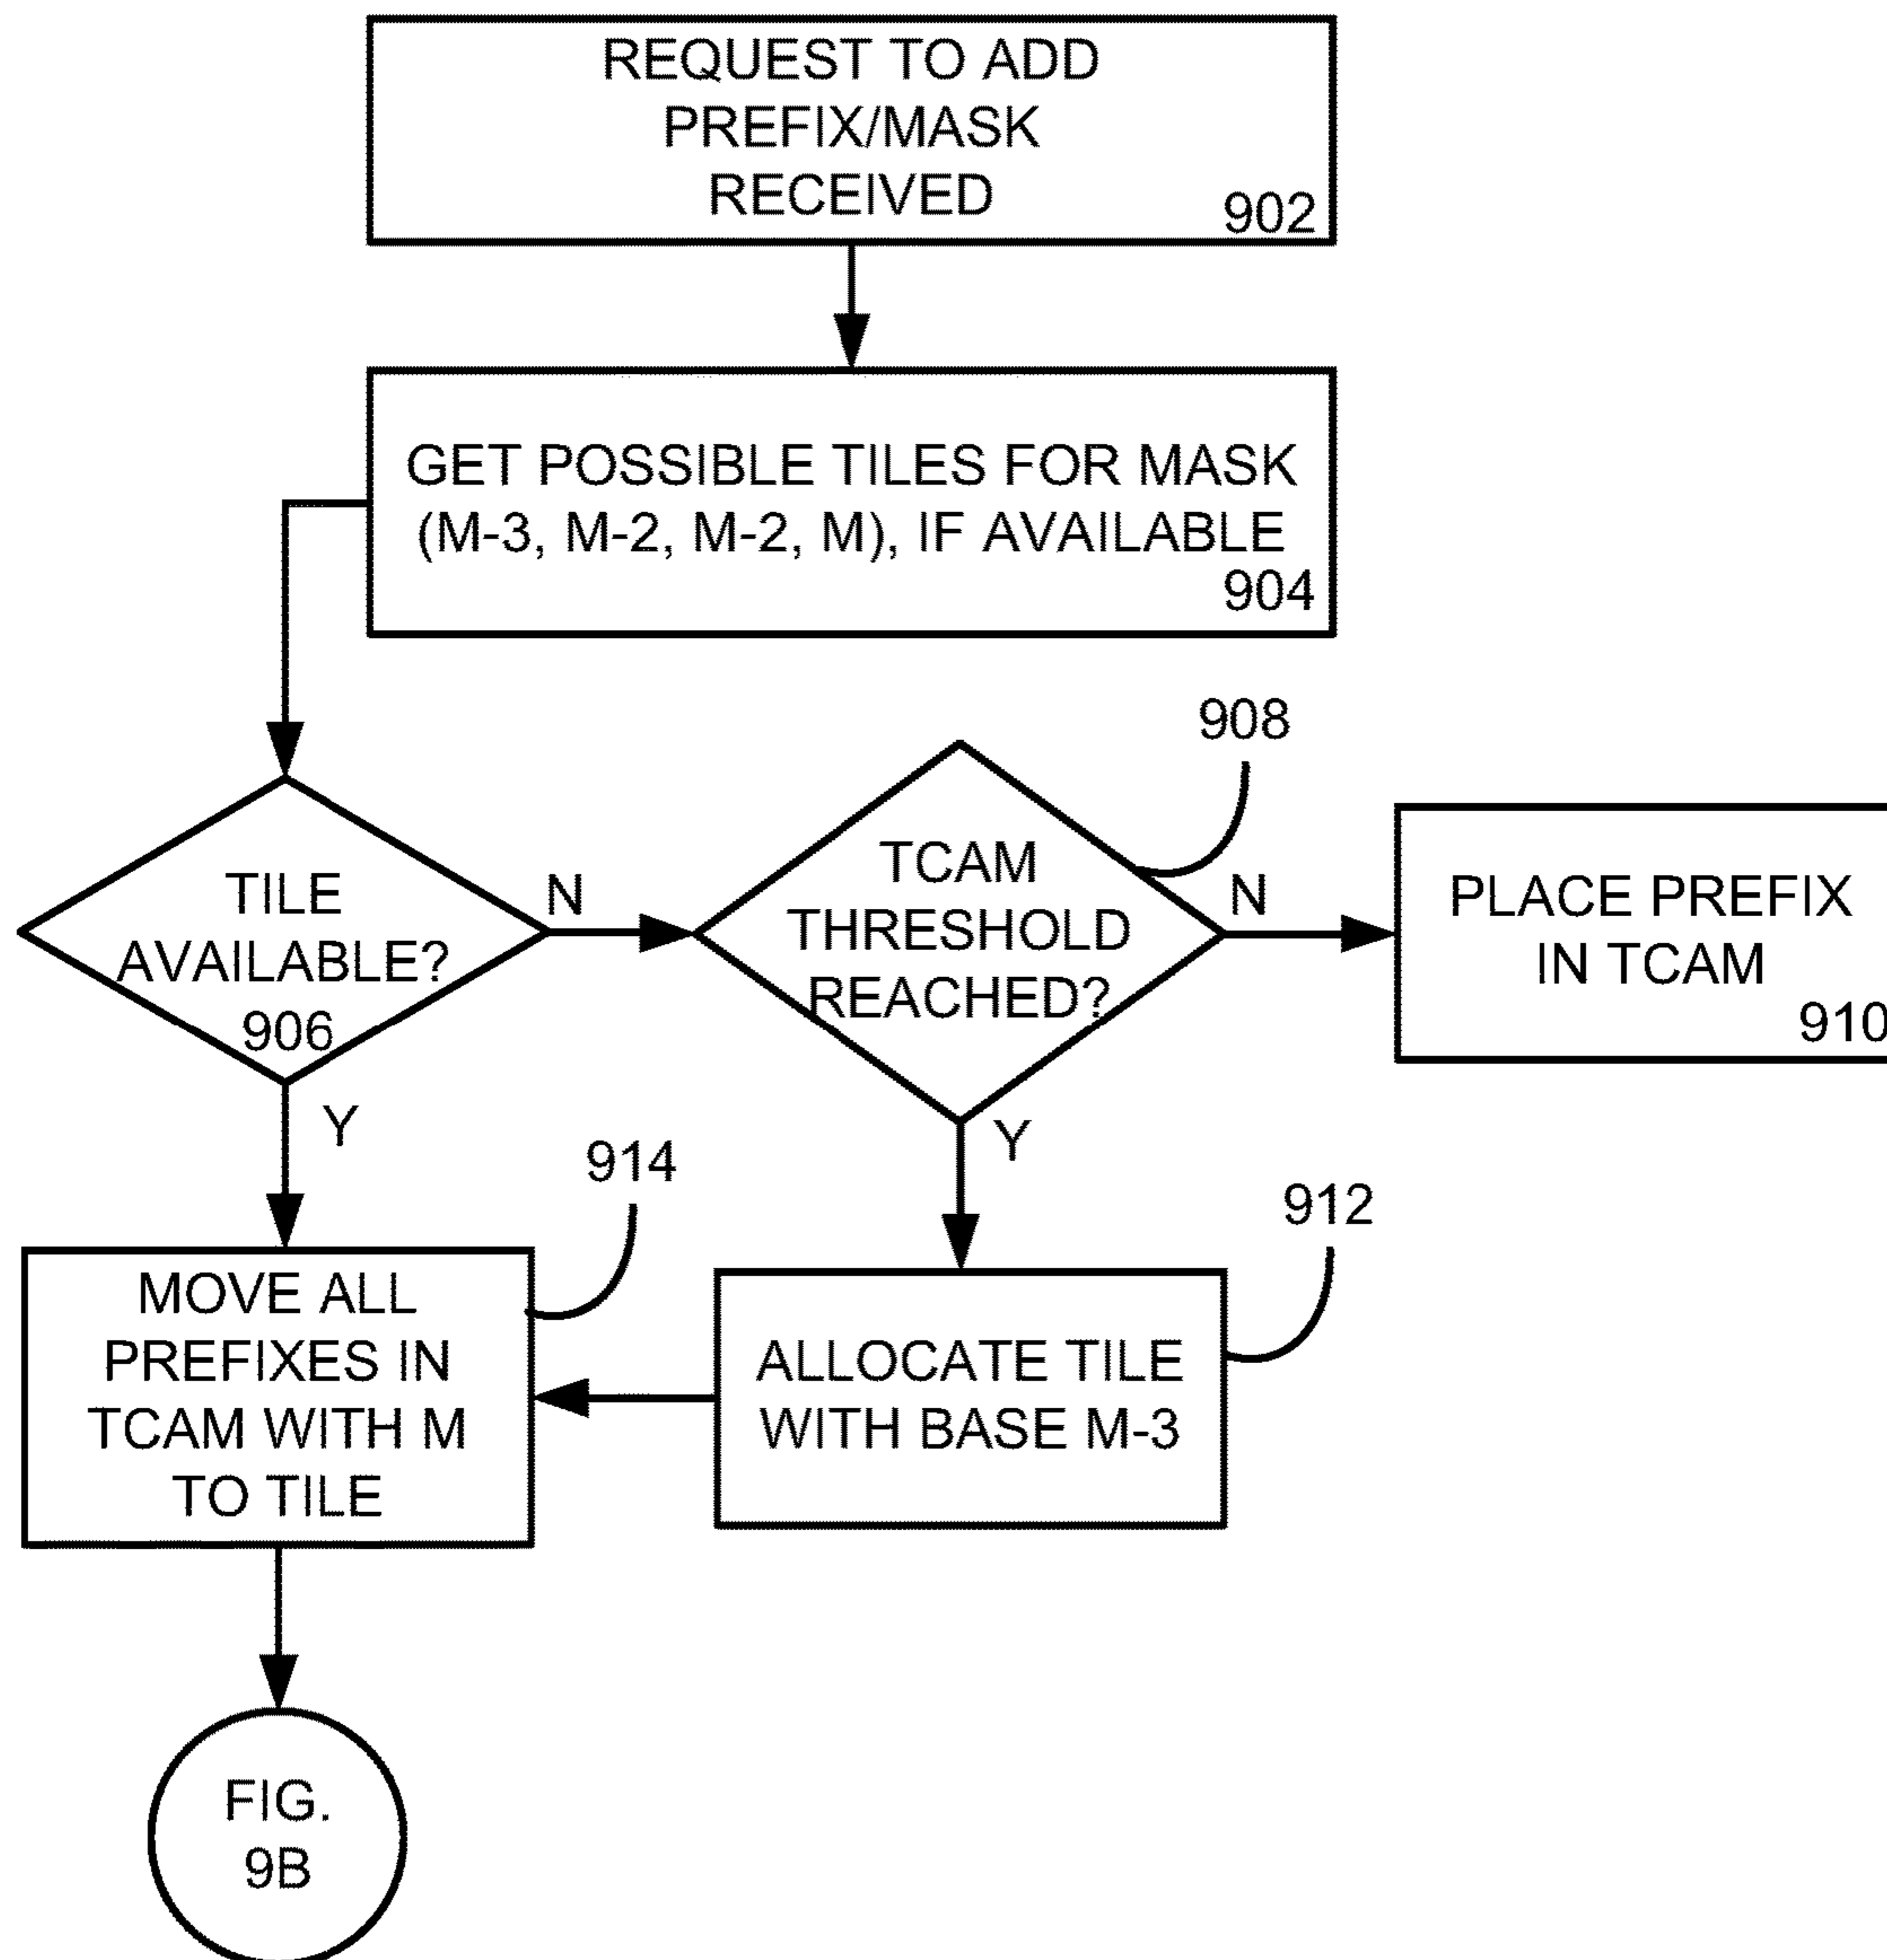 REQUEST TO ADD
PREFIX/MASK
RECEIVED
902
GET POSSIBLE TILES FOR MASK
(M-3, M-2, M-2, M), IF AVAILABLE
904
TILE
AVAILABLE?
906
N
Y
908
TCAM
THRESHOLD
REACHED?
N
Y
PLACE PREFIX
IN TCAM
910
912
ALLOCATE TILE
WITH BASE M-3
914
MOVE ALL
PREFIXES IN
TCAM WITH M
TO TILE
FIG.
9B